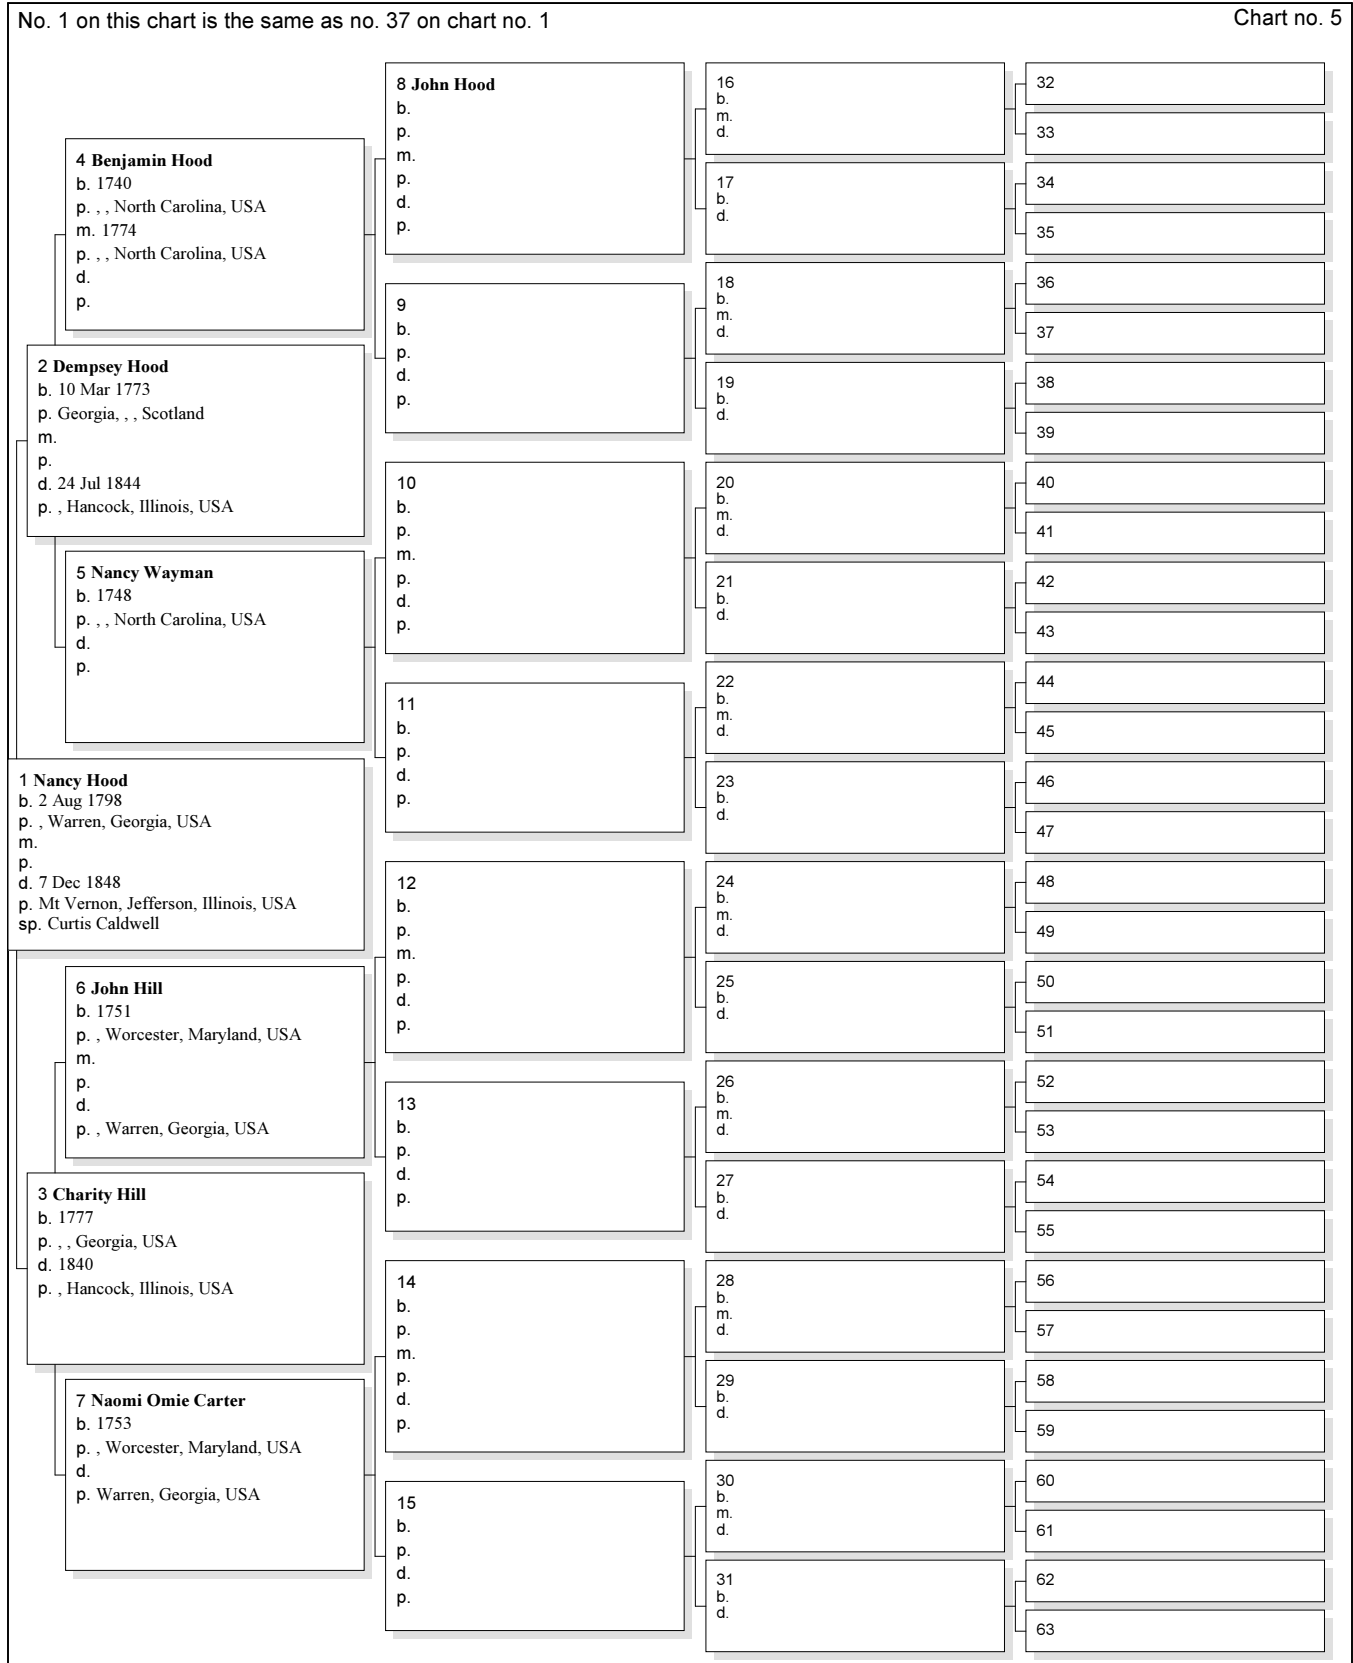 No. 1 on this chart is the same as no. 37 on chart no. 1
Chart no. 5
4 Benjamin Hood
b. 1740
p. , , North Carolina, USA
m. 1774
p. , , North Carolina, USA
d.
p.
2 Dempsey Hood
b. 10 Mar 1773
p. Georgia, , , Scotland
m.
p.
d. 24 Jul 1844
p. , Hancock, Illinois, USA
5 Nancy Wayman
b. 1748
p. , , North Carolina, USA
d.
p.
1 Nancy Hood
b. 2 Aug 1798
p. , Warren, Georgia, USA
m.
p.
d. 7 Dec 1848
p. Mt Vernon, Jefferson, Illinois, USA
sp. Curtis Caldwell
6 John Hill
b. 1751
p. , Worcester, Maryland, USA
m.
p.
d.
p. , Warren, Georgia, USA
3 Charity Hill
b. 1777
p. , , Georgia, USA
d. 1840
p. , Hancock, Illinois, USA
7 Naomi Omie Carter
b. 1753
p. , Worcester, Maryland, USA
d.
p. Warren, Georgia, USA
8 John Hood
b.
p.
m.
p.
d.
p.
9
b.
p.
d.
p.
10
b.
p.
m.
p.
d.
p.
11
b.
p.
d.
p.
12
b.
p.
m.
p.
d.
p.
13
b.
p.
d.
p.
14
b.
p.
m.
p.
d.
p.
15
b.
p.
d.
p.
16
b.
m.
d.
17
b.
d.
18
b.
m.
d.
19
b.
d.
20
b.
m.
d.
21
b.
d.
22
b.
m.
d.
23
b.
d.
24
b.
m.
d.
25
b.
d.
26
b.
m.
d.
27
b.
d.
28
b.
m.
d.
29
b.
d.
30
b.
m.
d.
31
b.
d.
32
33
34
35
36
37
38
39
40
41
42
43
44
45
46
47
48
49
50
51
52
53
54
55
56
57
58
59
60
61
62
63